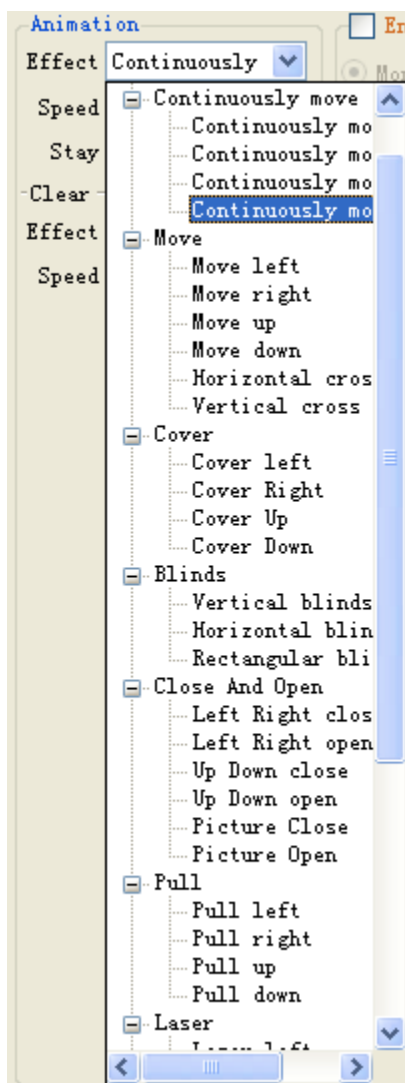 Animation
Effect Continuously
Speed
Stay
Clear
Effect
Speed
En
Mor
Continuously move
Continuously mo
Continuously mo
Continuously mo
Continuously mo
Move
Move left
Move right
Move up
Move down
Horizontal cros
Vertical cross
Cover
Cover left
Cover Right
Cover Up
Cover Down
Blinds
Vertical blinds
Horizontal blin
Rectangular bli
Close And Open
Left Right clos
Left Right open
Up Down close
Up Down open
Picture Close
Picture Open
Pull
Pull left
Pull right
Pull up
Pull down
Laser